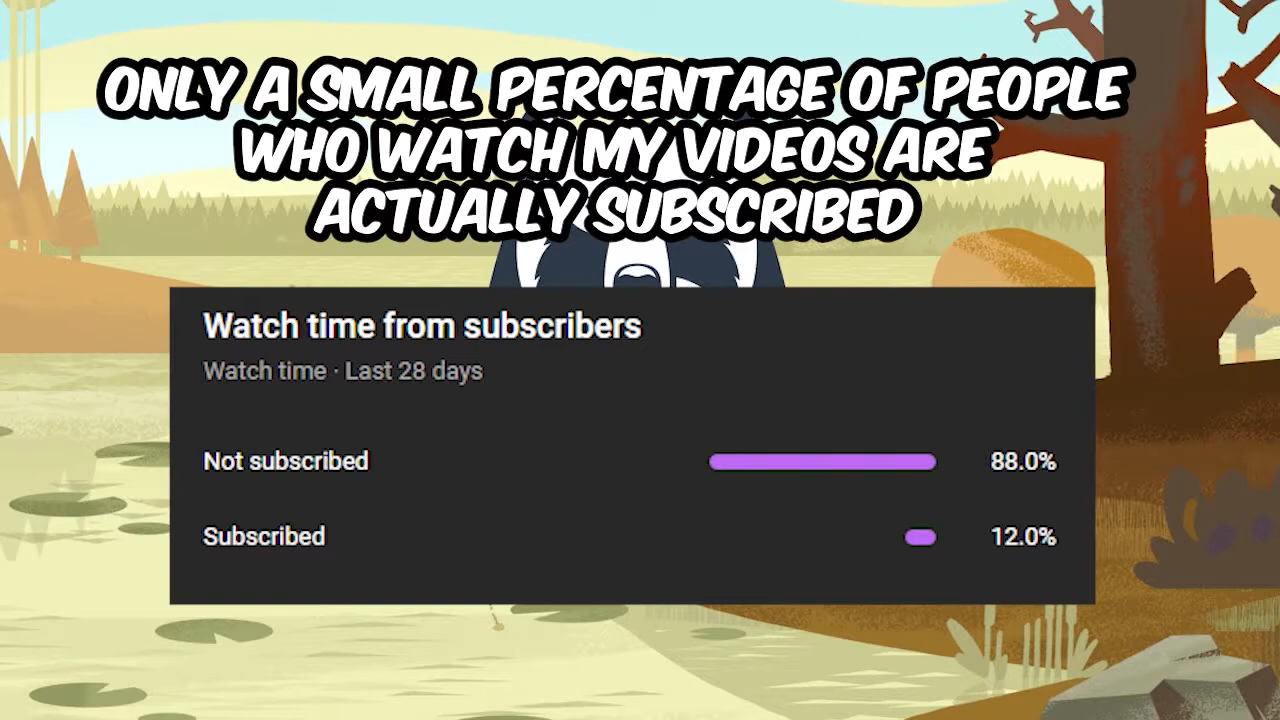 ONLY A SMALL PERCENTAGE OF PEOPLE
WHO WATCH MY VIDEOS ARE
ACTUALLY SUBSCRIBED
Watch time from subscribers
Watch time · Last 28 days
Not subscribed 88.0%
Subscribed 12.0%